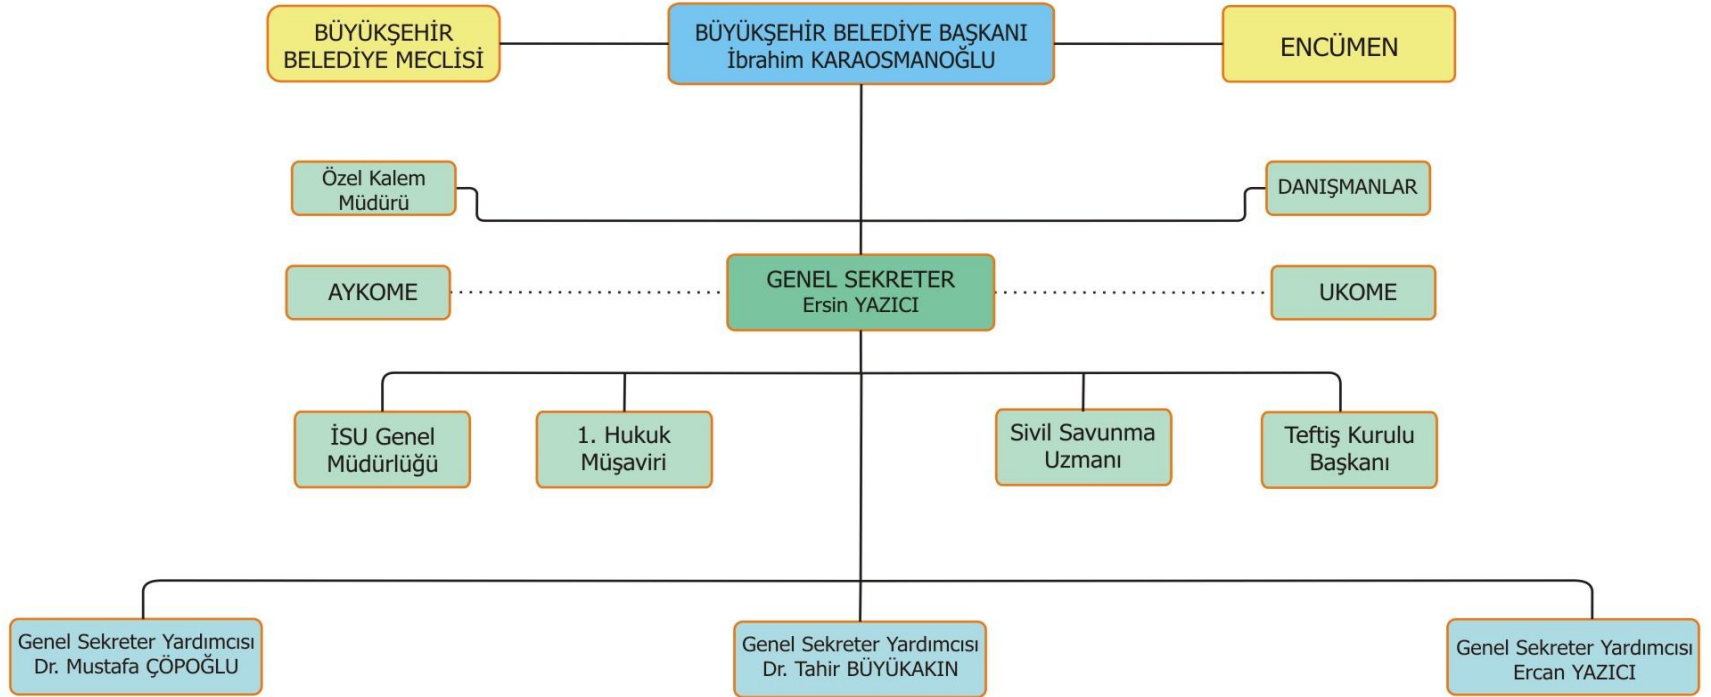 BÜYÜKŞEHİR
BELEDİYE MECLİSİ
BÜYÜKŞEHİR BELEDİYE BAŞKANI
İbrahim KARAOSMANOĞLU
ENCÜMEN
Özel Kalem
Müdürü
DANIŞMANLAR
AYKOME
GENEL SEKRETER
Ersin YAZICI
UKOME
İSU Genel
Müdürlüğü
1. Hukuk
Müşaviri
Sivil Savunma
Uzmanı
Teftiş Kurulu
Başkanı
Genel Sekreter Yardımcısı
Dr. Mustafa ÇÖPOĞLU
Genel Sekreter Yardımcısı
Dr. Tahir BÜYÜKAKIN
Genel Sekreter Yardımcısı
Ercan YAZICI